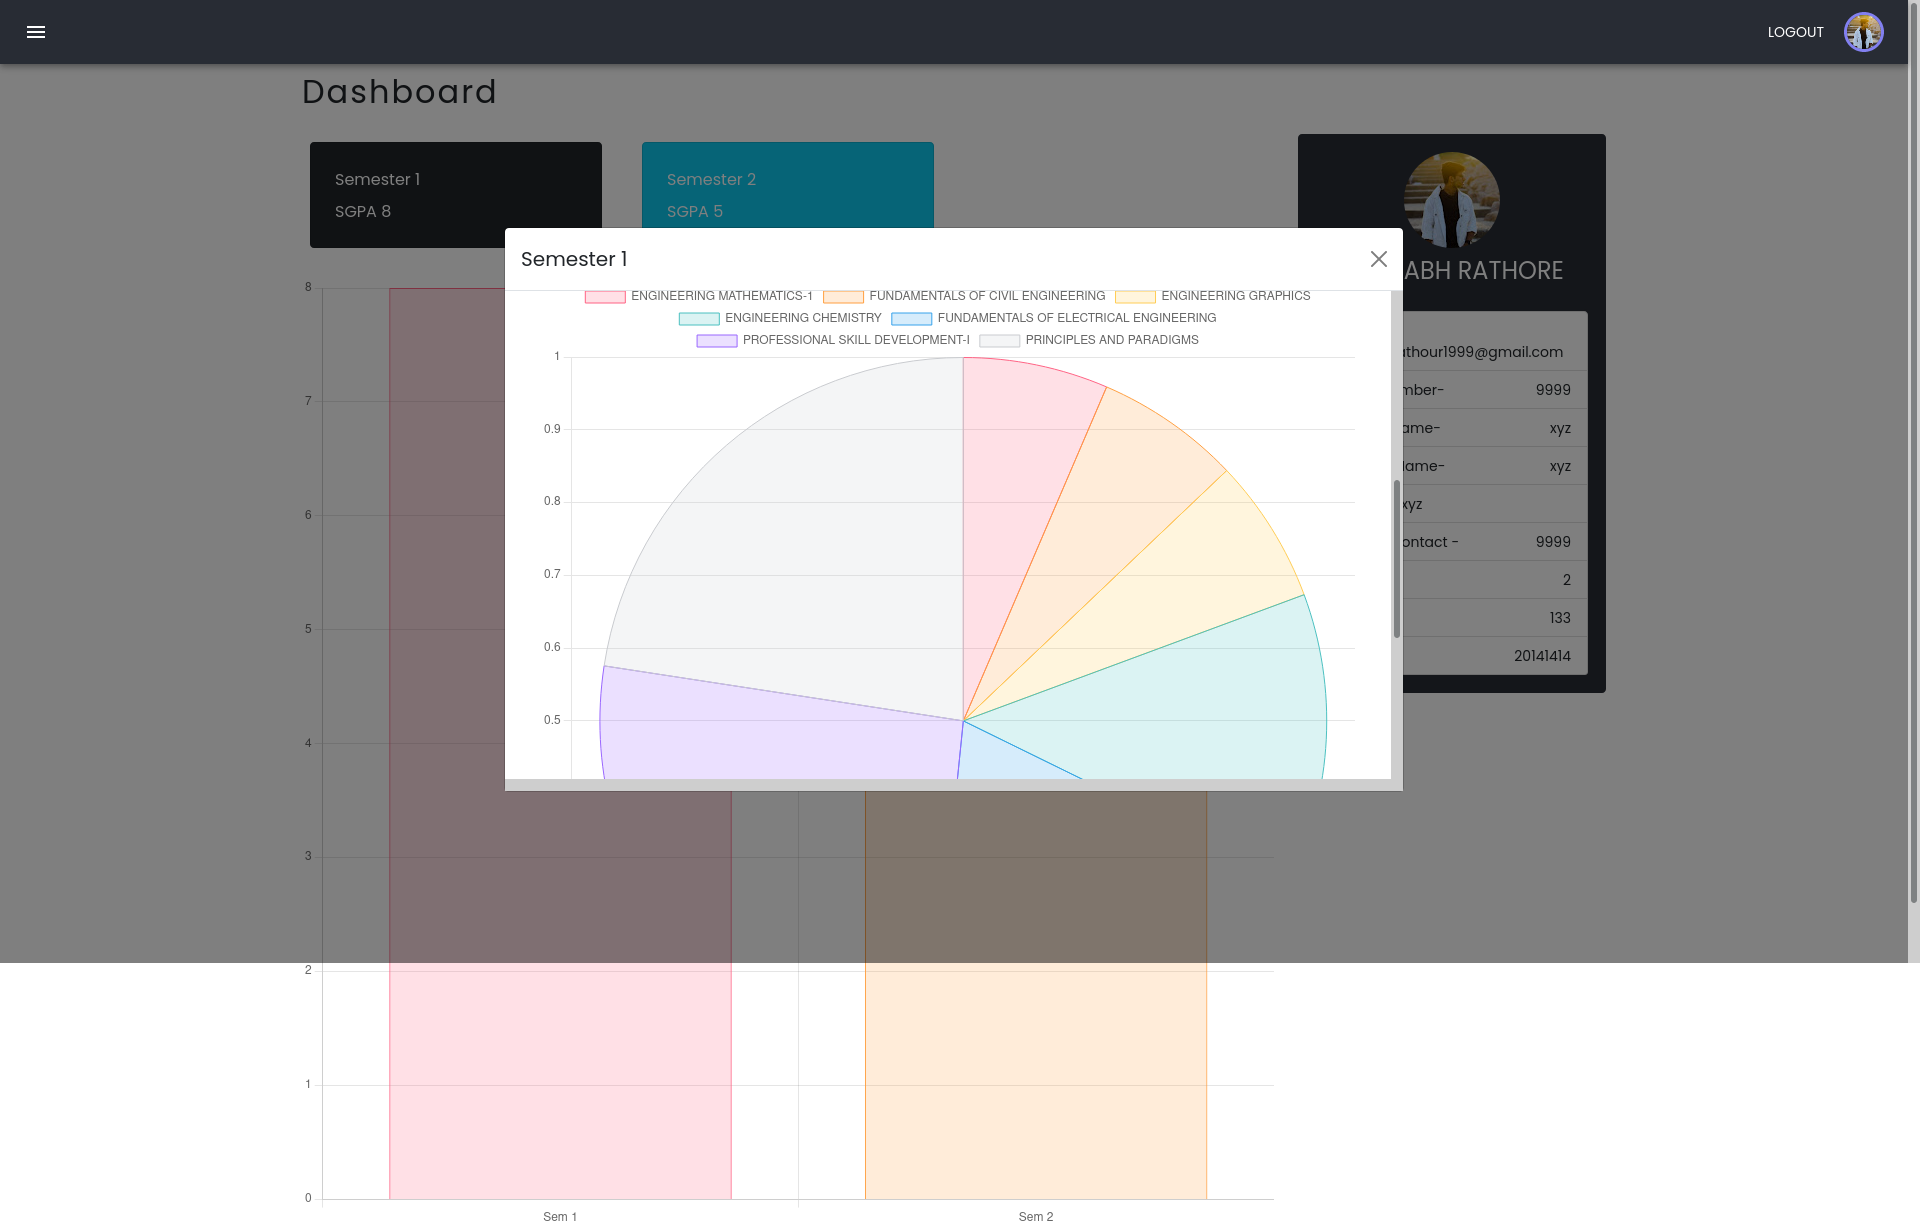 LOGOUT
Dashboard
Semester 1
SGPA 8
Semester 2
SGPA 5
ABH RATHORE
athour1999@gmail.com
mber- 9999
ame- xyz
Name- xyz
xyz
ontact - 9999
2
133
20141414
Semester 1
ENGINEERING MATHEMATICS-1 FUNDAMENTALS OF CIVIL ENGINEERING ENGINEERING GRAPHICS
ENGINEERING CHEMISTRY FUNDAMENTALS OF ELECTRICAL ENGINEERING
PROFESSIONAL SKILL DEVELOPMENT-I PRINCIPLES AND PARADIGMS
1
0.9
0.8
0.7
0.6
0.5
8
7
6
5
4
3
2
1
0
Sem 1 Sem 2